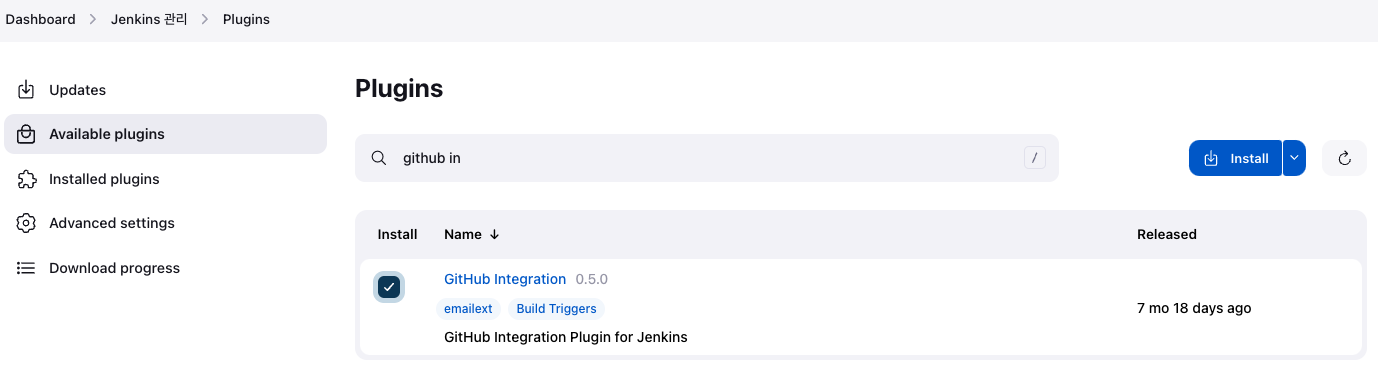 Dashboard > Jenkins 관리 > Plugins
Updates
Available plugins
Installed plugins
Advanced settings
Download progress
Plugins
github in /
Install
Install Name ↓ Released
GitHub Integration 0.5.0
emailext Build Triggers
7 mo 18 days ago
GitHub Integration Plugin for Jenkins